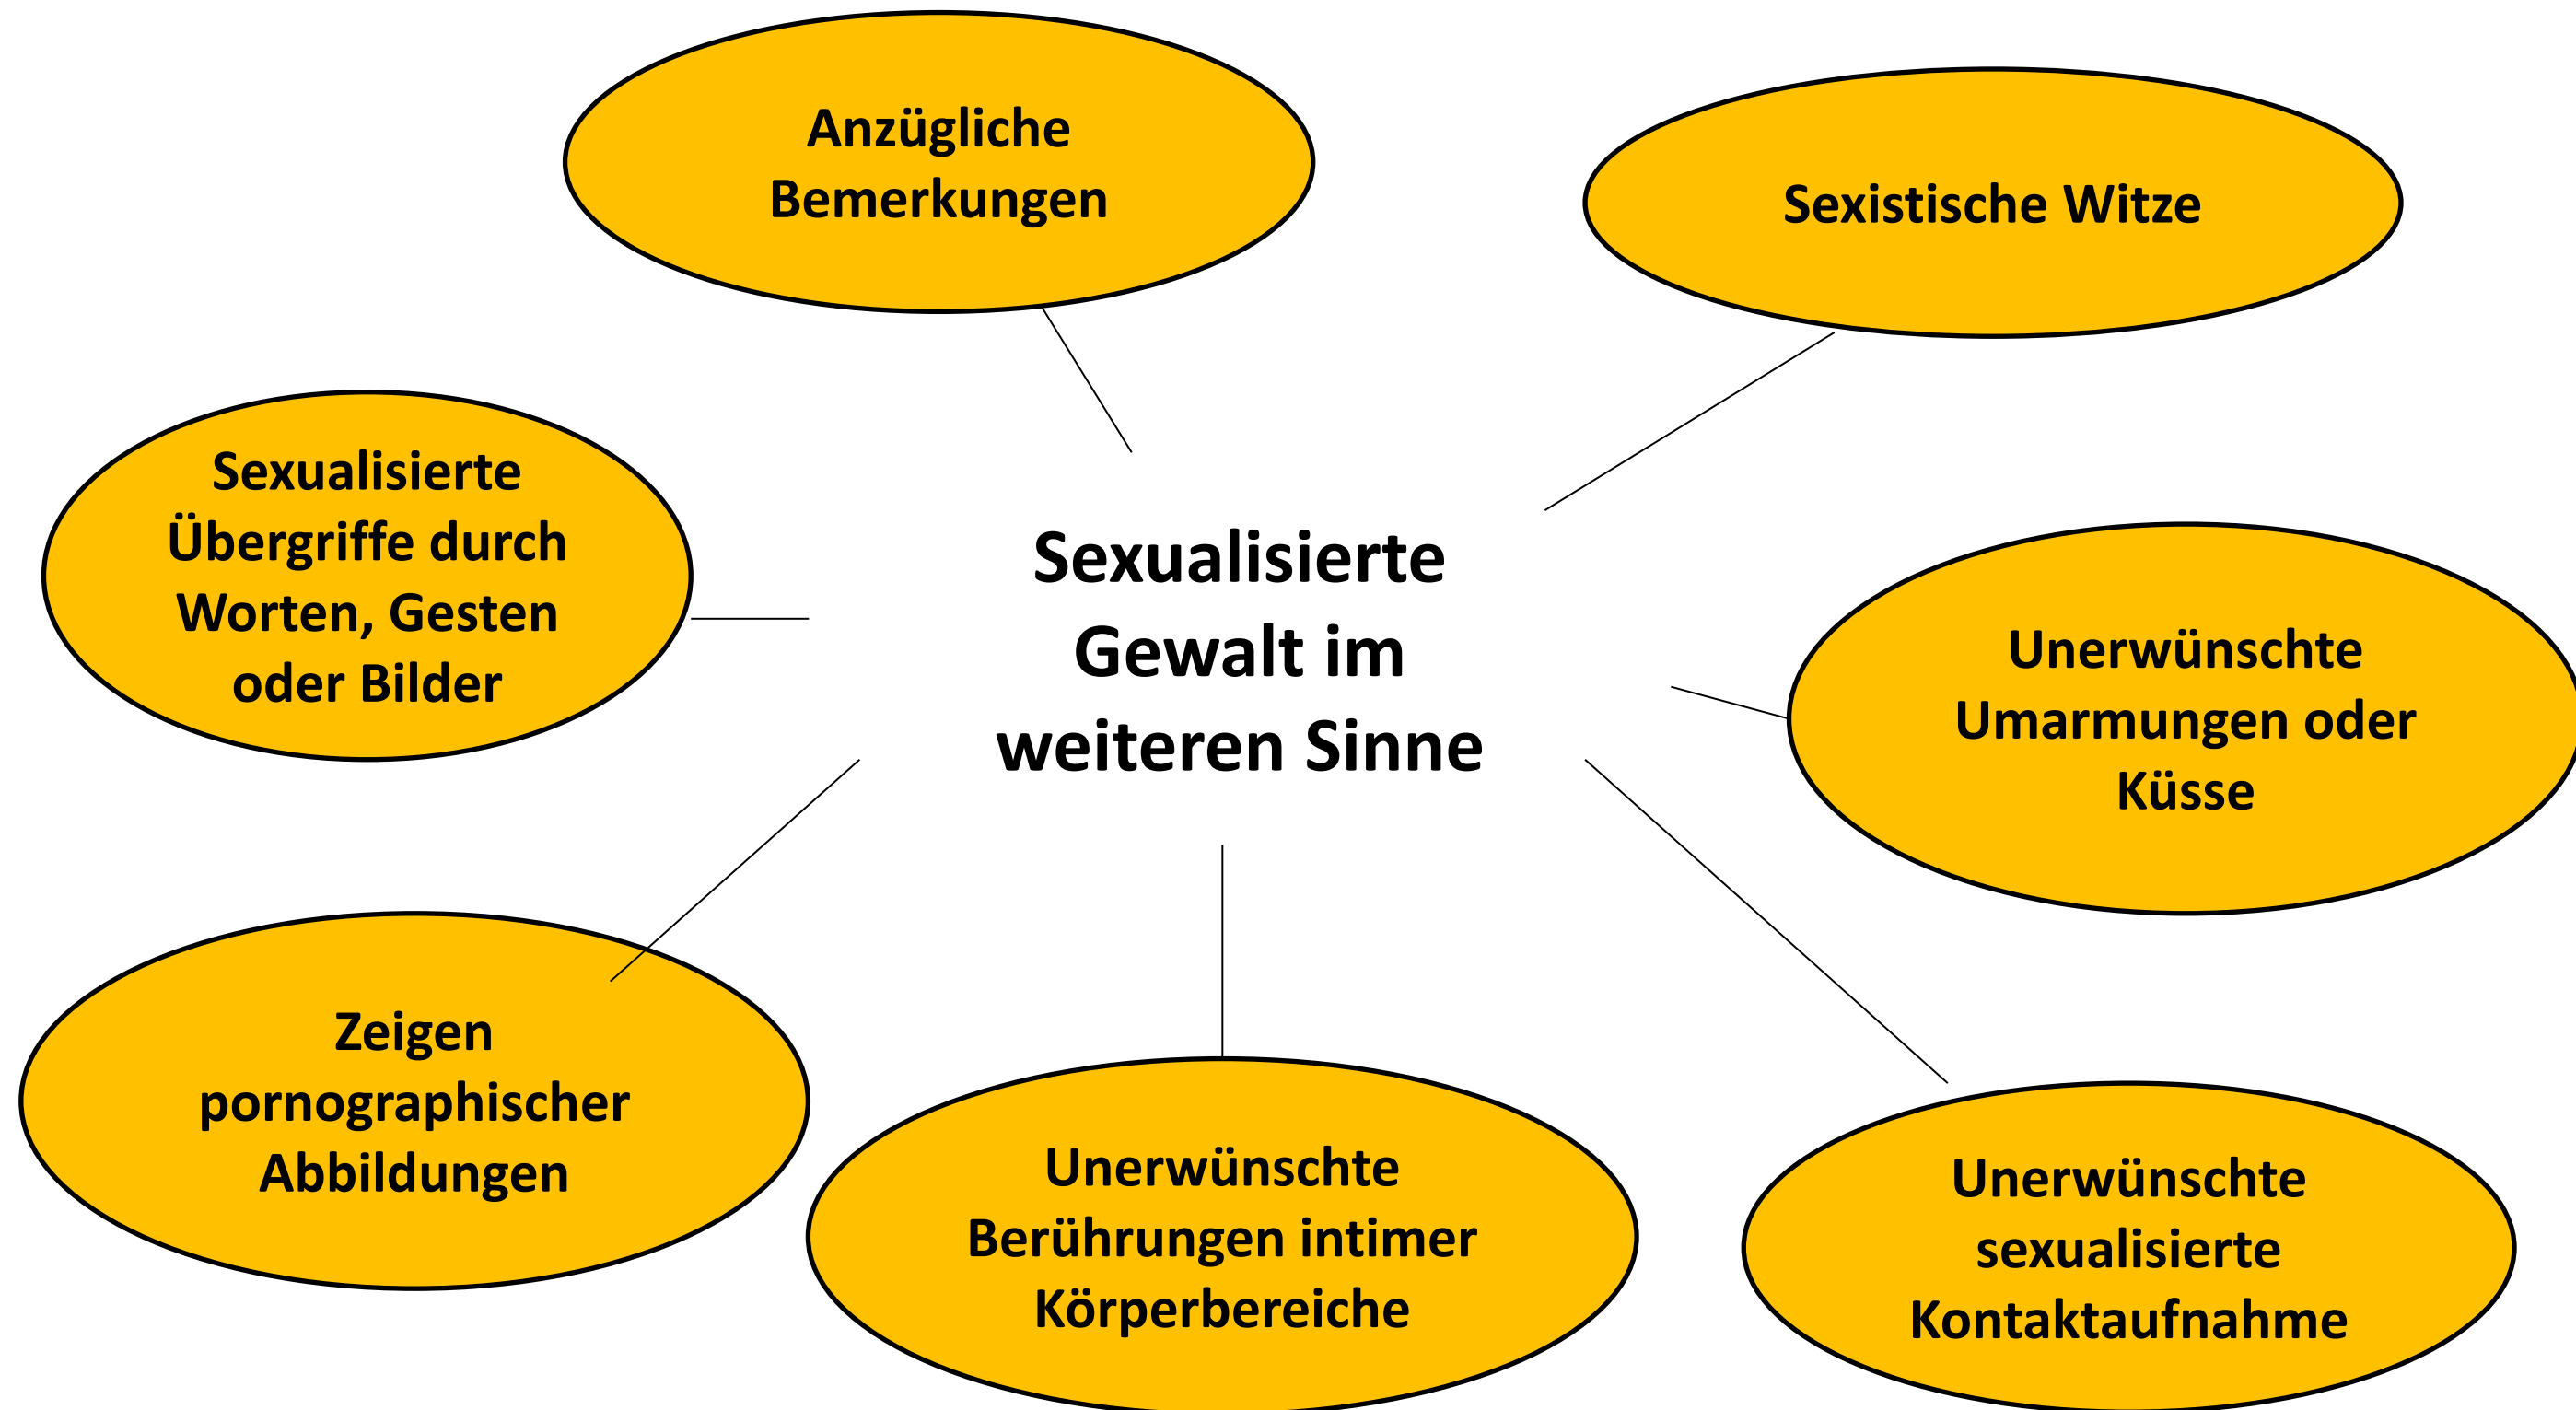 Anzügliche
Bemerkungen
Sexistische Witze
Sexualisierte
Übergriffe durch
Worten, Gesten
oder Bilder
Sexualisierte
Gewalt im
weiteren Sinne
Unerwünschte
Umarmungen oder
Küsse
Zeigen
pornographischer
Abbildungen
Unerwünschte
Berührungen intimer
Körperbereiche
Unerwünschte
sexualisierte
Kontaktaufnahme